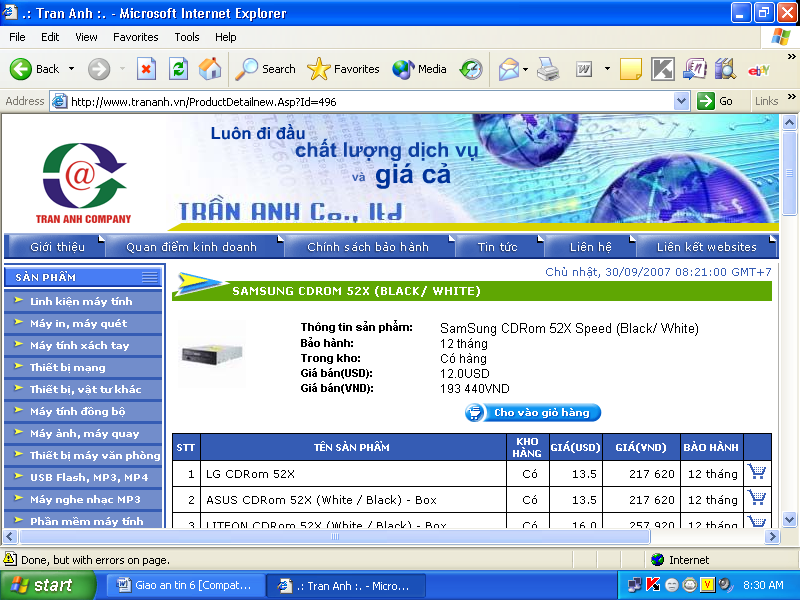 .: Tran Anh :. - Microsoft Internet Explorer
File Edit View Favorites Tools Help
Back Search Favorites Media
Address http://www.trananh.vn/ProductDetailnew.Asp?Id=496 Go Links
Luôn đi đầu
chất lượng dịch vụ
và giá cả
@
TRAN ANH COMPANY
TRẦN ANH Co., ltd
Giới thiệu Quan điểm kinh doanh Chính sách bảo hành Tin tức Liên hệ Liên kết websites
Chủ nhật, 30/09/2007 08:21:00 GMT+7
SẢN PHẨM
Linh kiện máy tính
Máy in, máy quét
Máy tính xách tay
Thiết bị mạng
Thiết bị, vật tư khác
Máy tính đồng bộ
Máy ảnh, máy quay
Thiết bị máy văn phòng
USB Flash, MP3, MP4
Máy nghe nhạc MP3
Phần mềm máy tính
SAMSUNG CDROM 52X (BLACK/ WHITE)
Thông tin sản phẩm: SamSung CDRom 52X Speed (Black/ White)
Bảo hành: 12 tháng
Trong kho: Có hàng
Giá bán(USD): 12.0USD
Giá bán(VND): 193 440VND
Cho vào giỏ hàng
STT TÊN SẢN PHẨM KHO HÀNG GIÁ(USD) GIÁ(VND) BẢO HÀNH
1 LG CDRom 52X Có 13.5 217 620 12 tháng
2 ASUS CDRom 52X (White / Black) - Box Có 13.5 217 620 12 tháng
3 LITEON CDRom 52X (White / Black) - Box Có 16.0 257 920 12 tháng
Done, but with errors on page. Internet
start Giao an tin 6 [Compat... .: Tran Anh :. - Micro... 8:30 AM